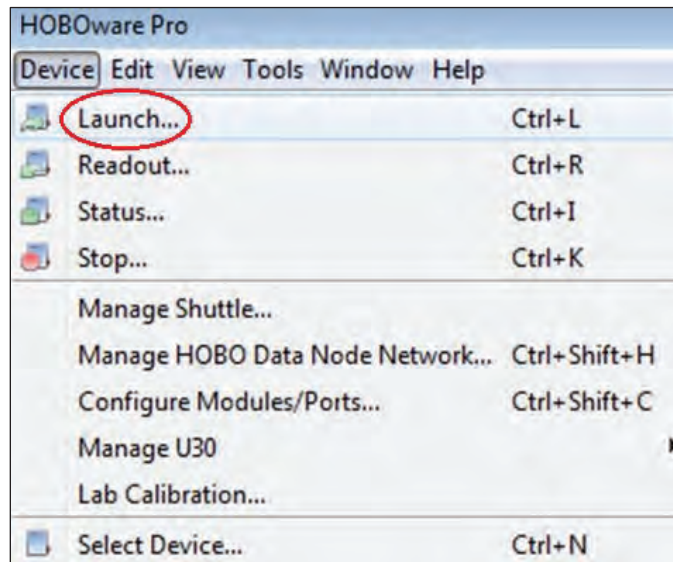 HOBOware Pro
Device Edit View Tools Window Help
Launch... Ctrl+L
Readout... Ctrl+R
Status... Ctrl+I
Stop... Ctrl+K
Manage Shuttle...
Manage HOBO Data Node Network... Ctrl+Shift+H
Configure Modules/Ports... Ctrl+Shift+C
Manage U30
Lab Calibration...
Select Device... Ctrl+N